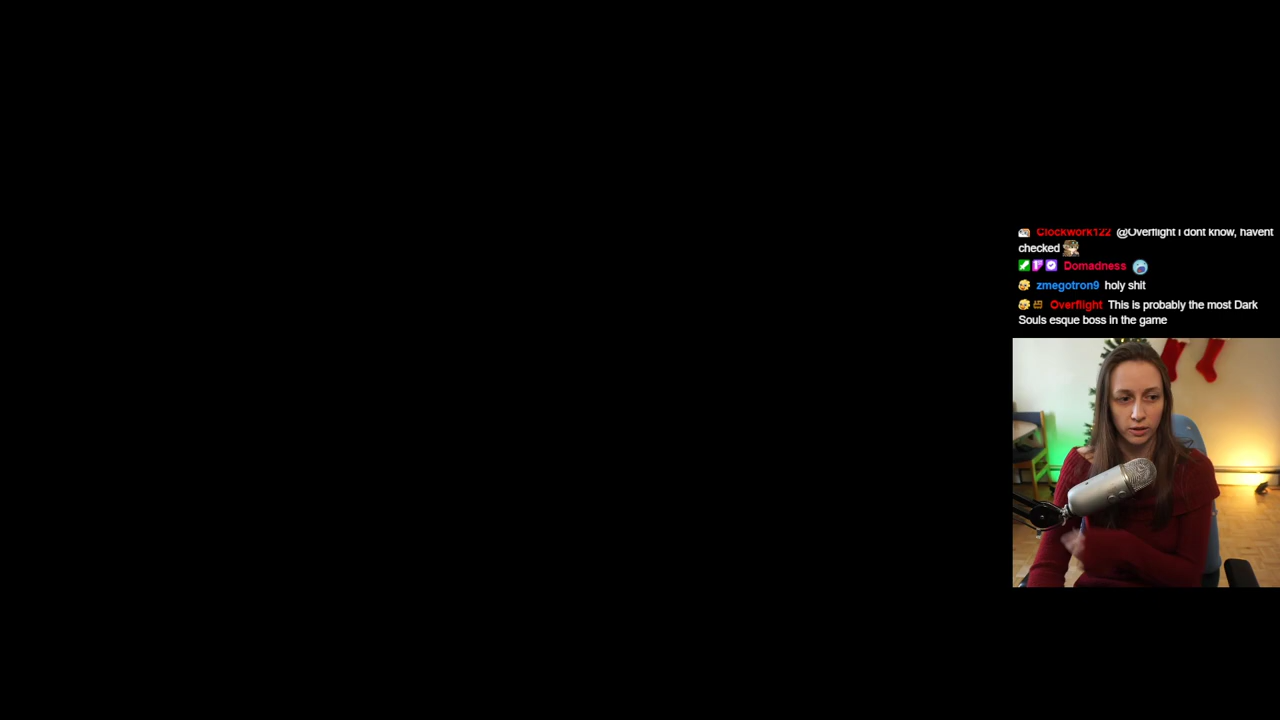 Clockwork122 @Overflight i dont know, havent
checked
Domadness
zmegotron9 holy shit
Overflight This is probably the most Dark
Souls esque boss in the game